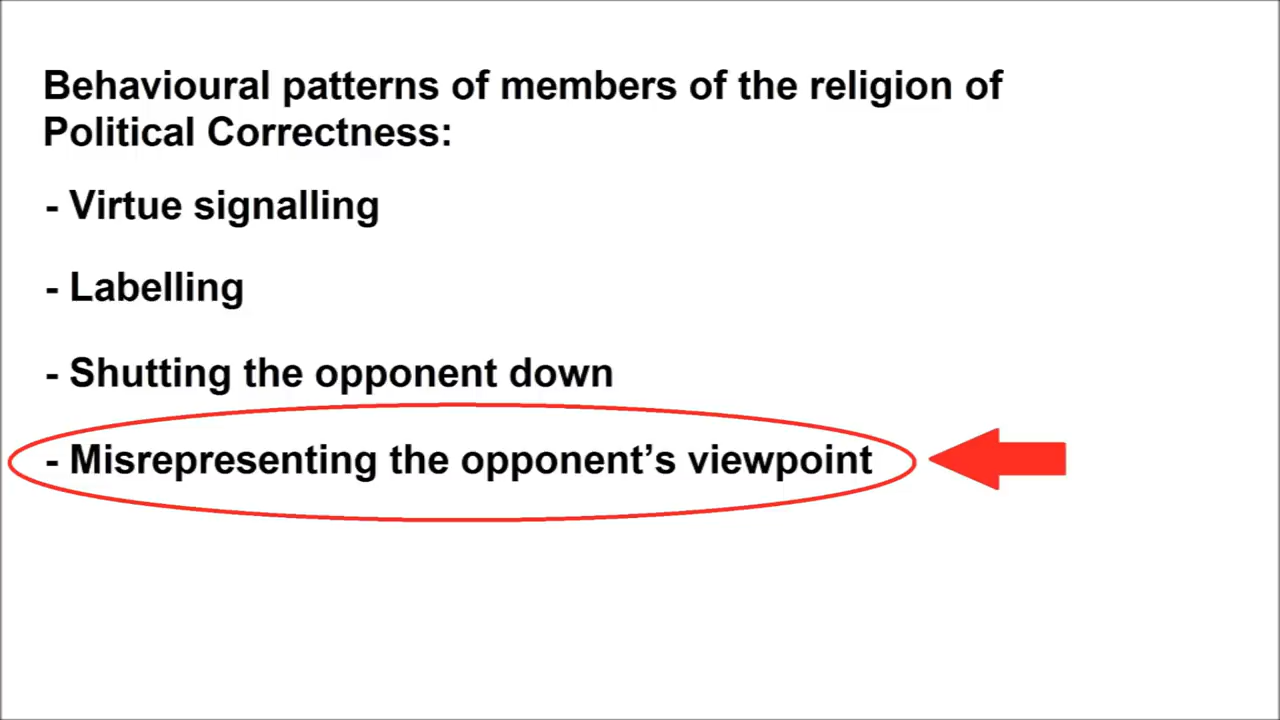 Behavioural patterns of members of the religion of
Political Correctness:
- Virtue signalling
- Labelling
- Shutting the opponent down
- Misrepresenting the opponent’s viewpoint